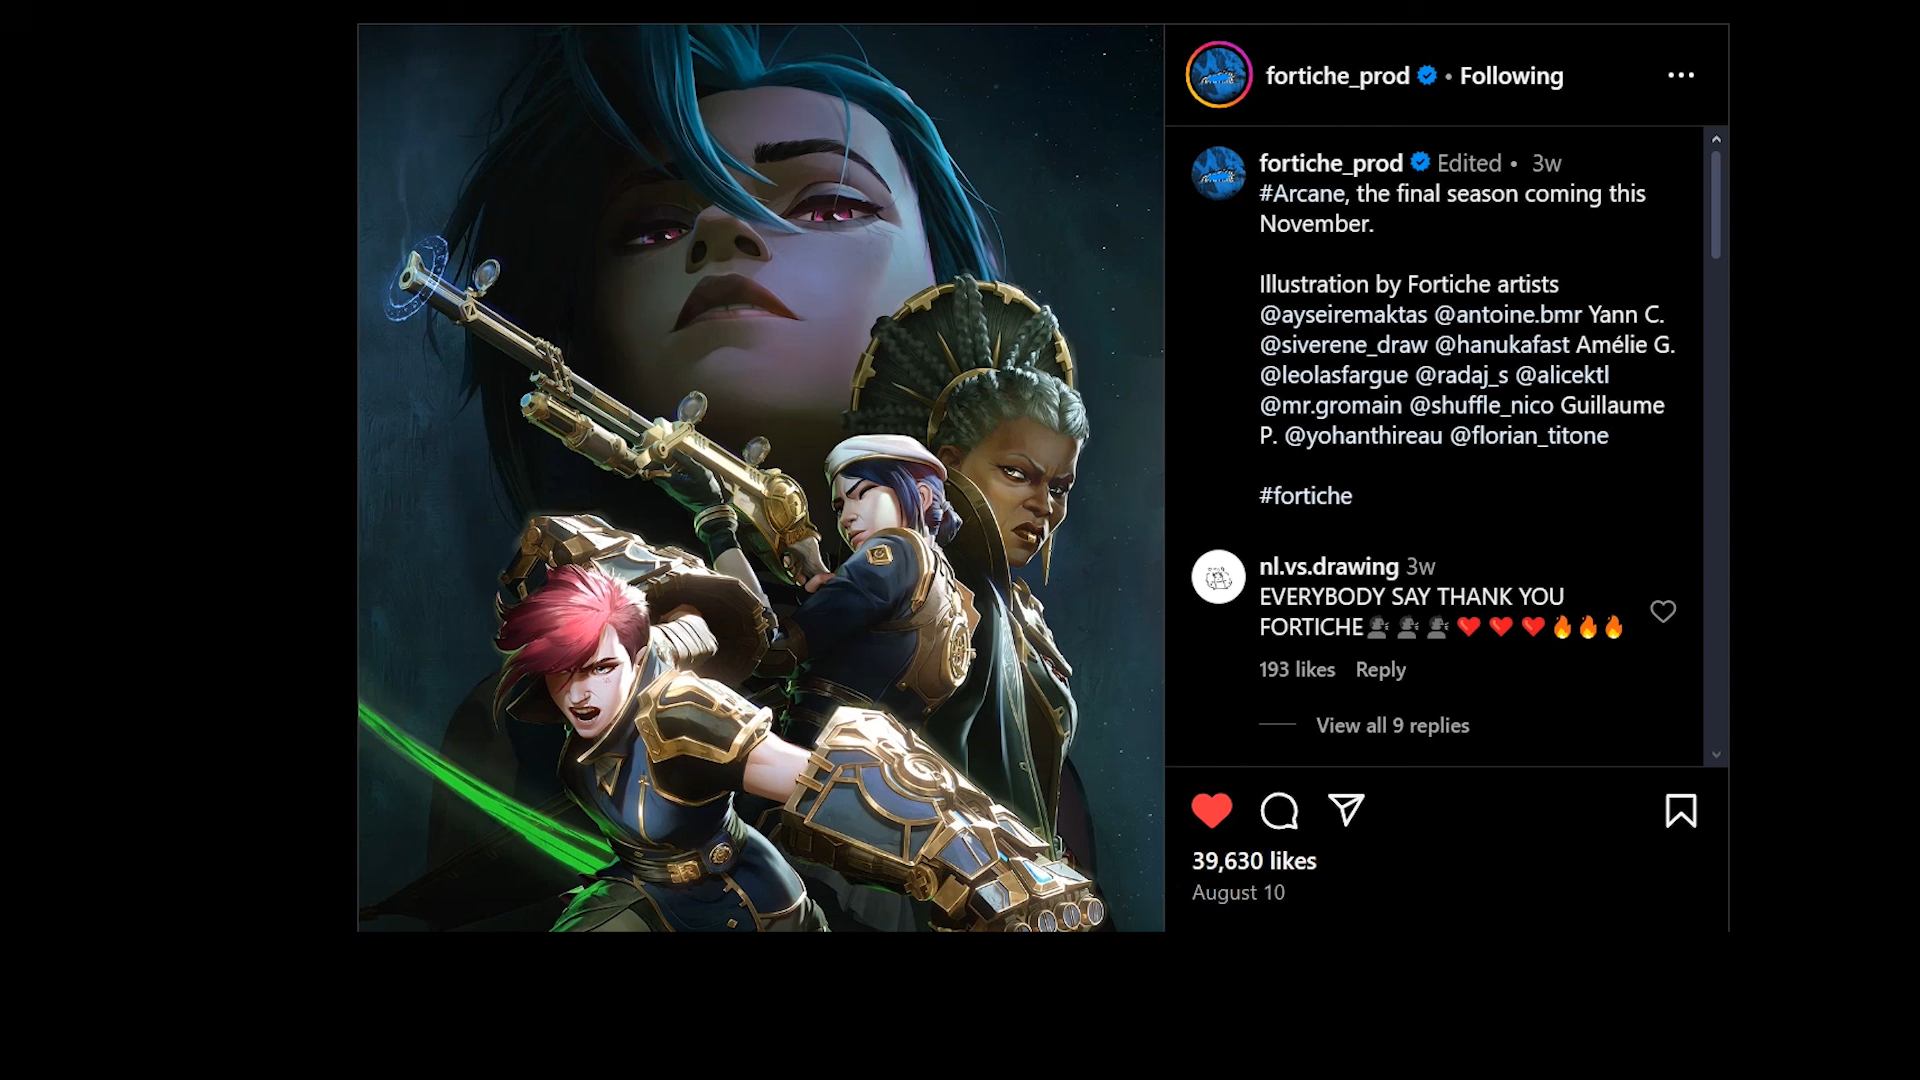 fortiche_prod • Following
fortiche_prod Edited • 3w
#Arcane, the final season coming this
November.
Illustration by Fortiche artists
@ayseiremaktas @antoine.bmr Yann C.
@siverene_draw @hanukafast Amélie G.
@leolasfargue @radaj_s @alicektl
@mr.gromain @shuffle_nico Guillaume
P. @yohanthireau @florian_titone
#fortiche
nl.vs.drawing 3w
EVERYBODY SAY THANK YOU
FORTICHE🗣️🗣️🗣️❤️❤️❤️🔥🔥🔥
193 likes Reply
View all 9 replies
39,630 likes
August 10